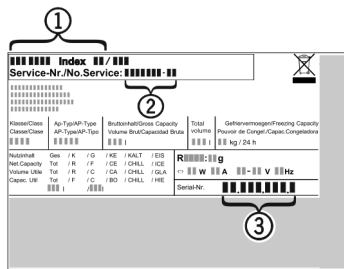 1
Index /
Service-Nr./No.Service: -
2
Klasse/Class Ap-Typ/AP-Type Bruttoinhalt/Gross Capacity Total Gefriervermoegen/Freezing Capacity
Classe/Clase AP-Type/AP-Tipo Volume Brut/Capacidad Bruta volume Pouvoir de Congel./Capac.Congeladora
l l kg / 24 h
Nutzinhalt Ges / K / G / KE / KALT / EIS
Net.Capacity Tot / R / F / CE / CHILL / ICE
Volume Utile Tot / F / C / CA / CHILL / GLA
Capac. Util Tot / F / C / BO / CHILL / HIE
l / l
R : g
W A - V Hz
Serial-Nr. . . .
3